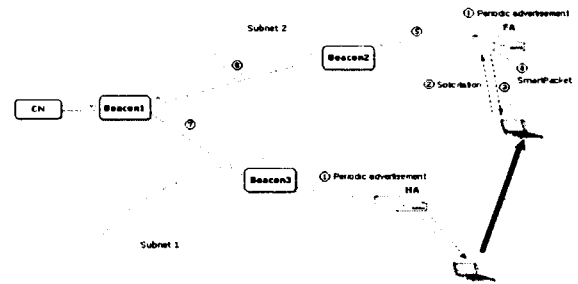 ① Periodic advertisement
FA
Subnet 2
⑤
Beacon2
⑥
④
SmartPacket
② Solicitation
③
CN
Beacon1
⑦
① Periodic advertisement
Beacon3
HA
Subnet 1